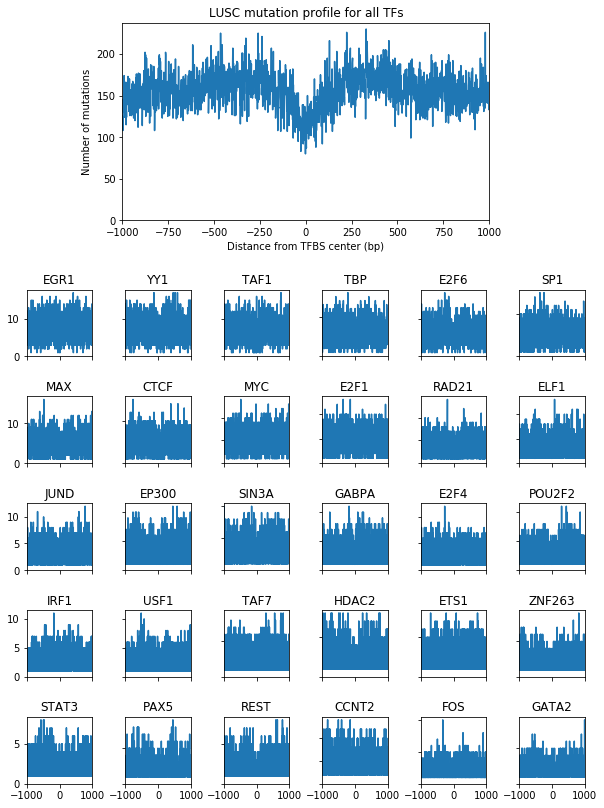 LUSC mutation profile for all TFs
Number of mutations
200
150
100
50
0
−1000 −750 −500 −250 0 250 500 750 1000
Distance from TFBS center (bp)
EGR1 YY1 TAF1 TBP E2F6 SP1
10
0
MAX CTCF MYC E2F1 RAD21 ELF1
10
0
JUND EP300 SIN3A GABPA E2F4 POU2F2
10
5
0
IRF1 USF1 TAF7 HDAC2 ETS1 ZNF263
10
5
0
STAT3 PAX5 REST CCNT2 FOS GATA2
5
0
−1000 0 1000 −1000 0 1000 −1000 0 1000 −1000 0 1000 −1000 0 1000 −1000 0 1000